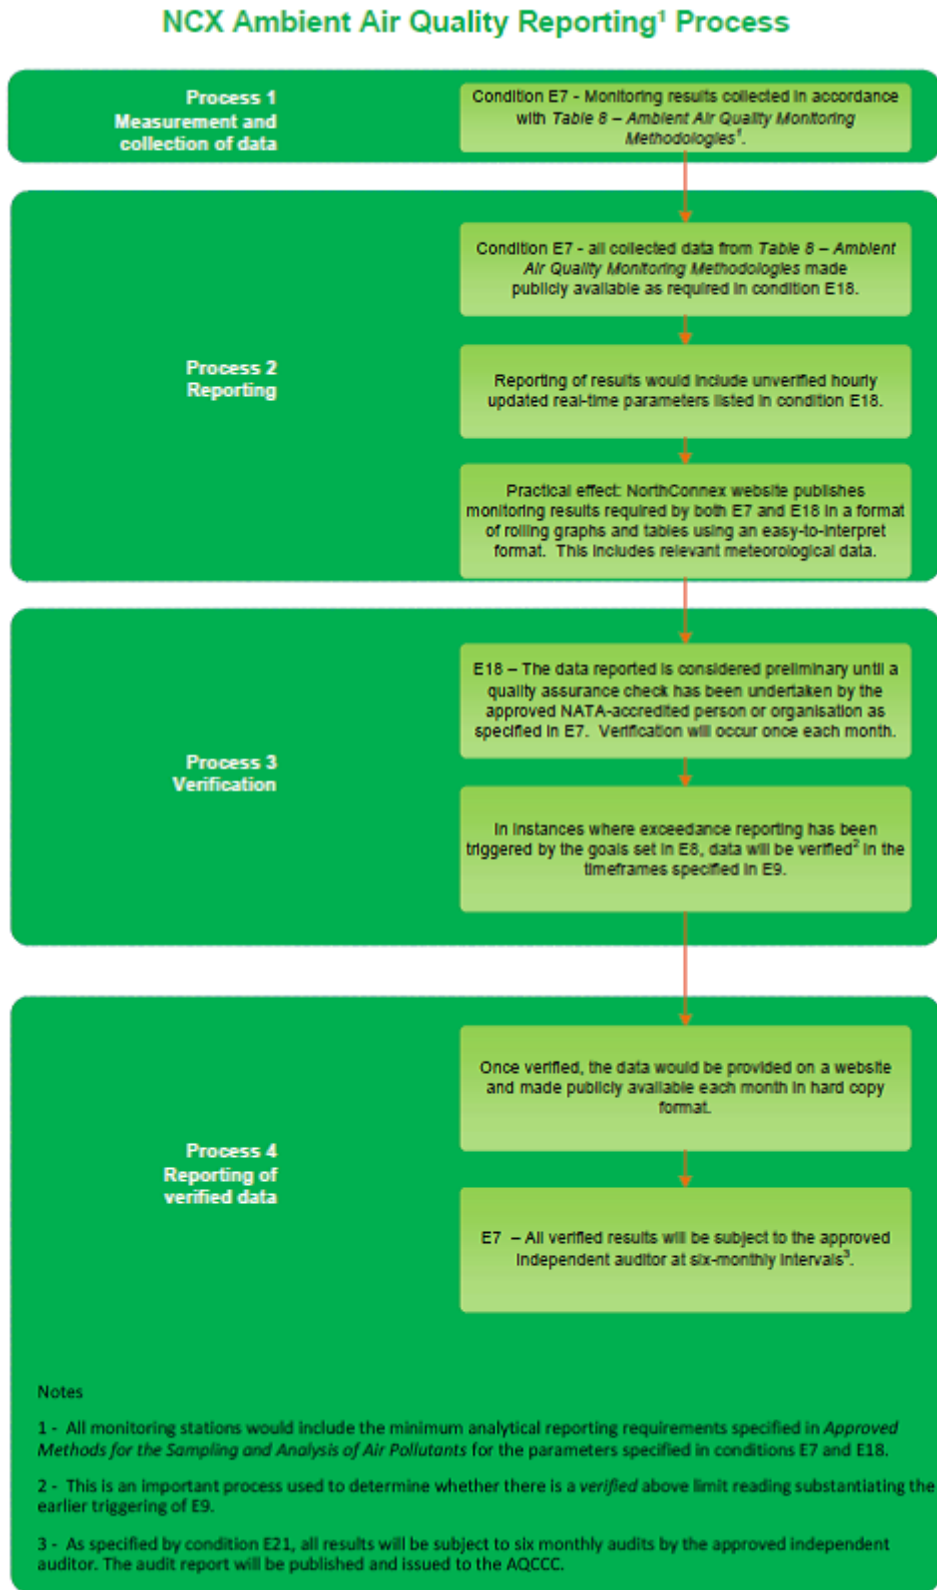 NCX Ambient Air Quality Reporting¹ Process
Process 1
Measurement and
collection of data
Condition E7 - Monitoring results collected in accordance
with Table 8 – Ambient Air Quality Monitoring
Methodologies¹.
Condition E7 - all collected data from Table 8 – Ambient
Air Quality Monitoring Methodologies made
publicly available as required in condition E18.
Process 2
Reporting
Reporting of results would include unverified hourly
updated real-time parameters listed in condition E18.
Practical effect: NorthConnex website publishes
monitoring results required by both E7 and E18 in a format
of rolling graphs and tables using an easy-to-interpret
format. This includes relevant meteorological data.
E18 – The data reported is considered preliminary until a
quality assurance check has been undertaken by the
approved NATA-accredited person or organisation as
specified in E7. Verification will occur once each month.
Process 3
Verification
In instances where exceedance reporting has been
triggered by the goals set in E8, data will be verified² in the
timeframes specified in E9.
Once verified, the data would be provided on a website
and made publicly available each month in hard copy
format.
Process 4
Reporting of
verified data
E7 – All verified results will be subject to the approved
independent auditor at six-monthly intervals³.
Notes
1 - All monitoring stations would include the minimum analytical reporting requirements specified in Approved
Methods for the Sampling and Analysis of Air Pollutants for the parameters specified in conditions E7 and E18.
2 - This is an important process used to determine whether there is a verified above limit reading substantiating the
earlier triggering of E9.
3 - As specified by condition E21, all results will be subject to six monthly audits by the approved independent
auditor. The audit report will be published and issued to the AQCCC.